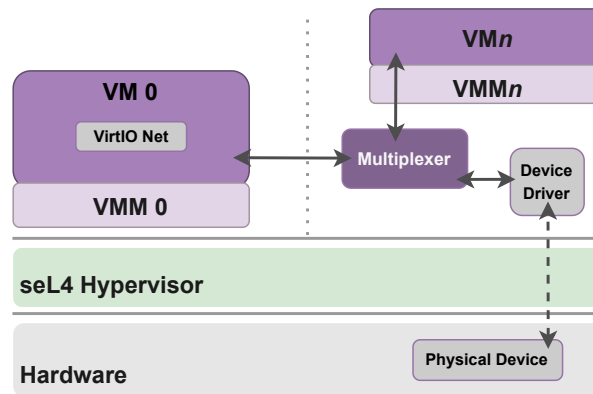 VMn
VMMn
VM 0
VirtIO Net
VMM 0
Multiplexer
Device
Driver
seL4 Hypervisor
Physical Device
Hardware